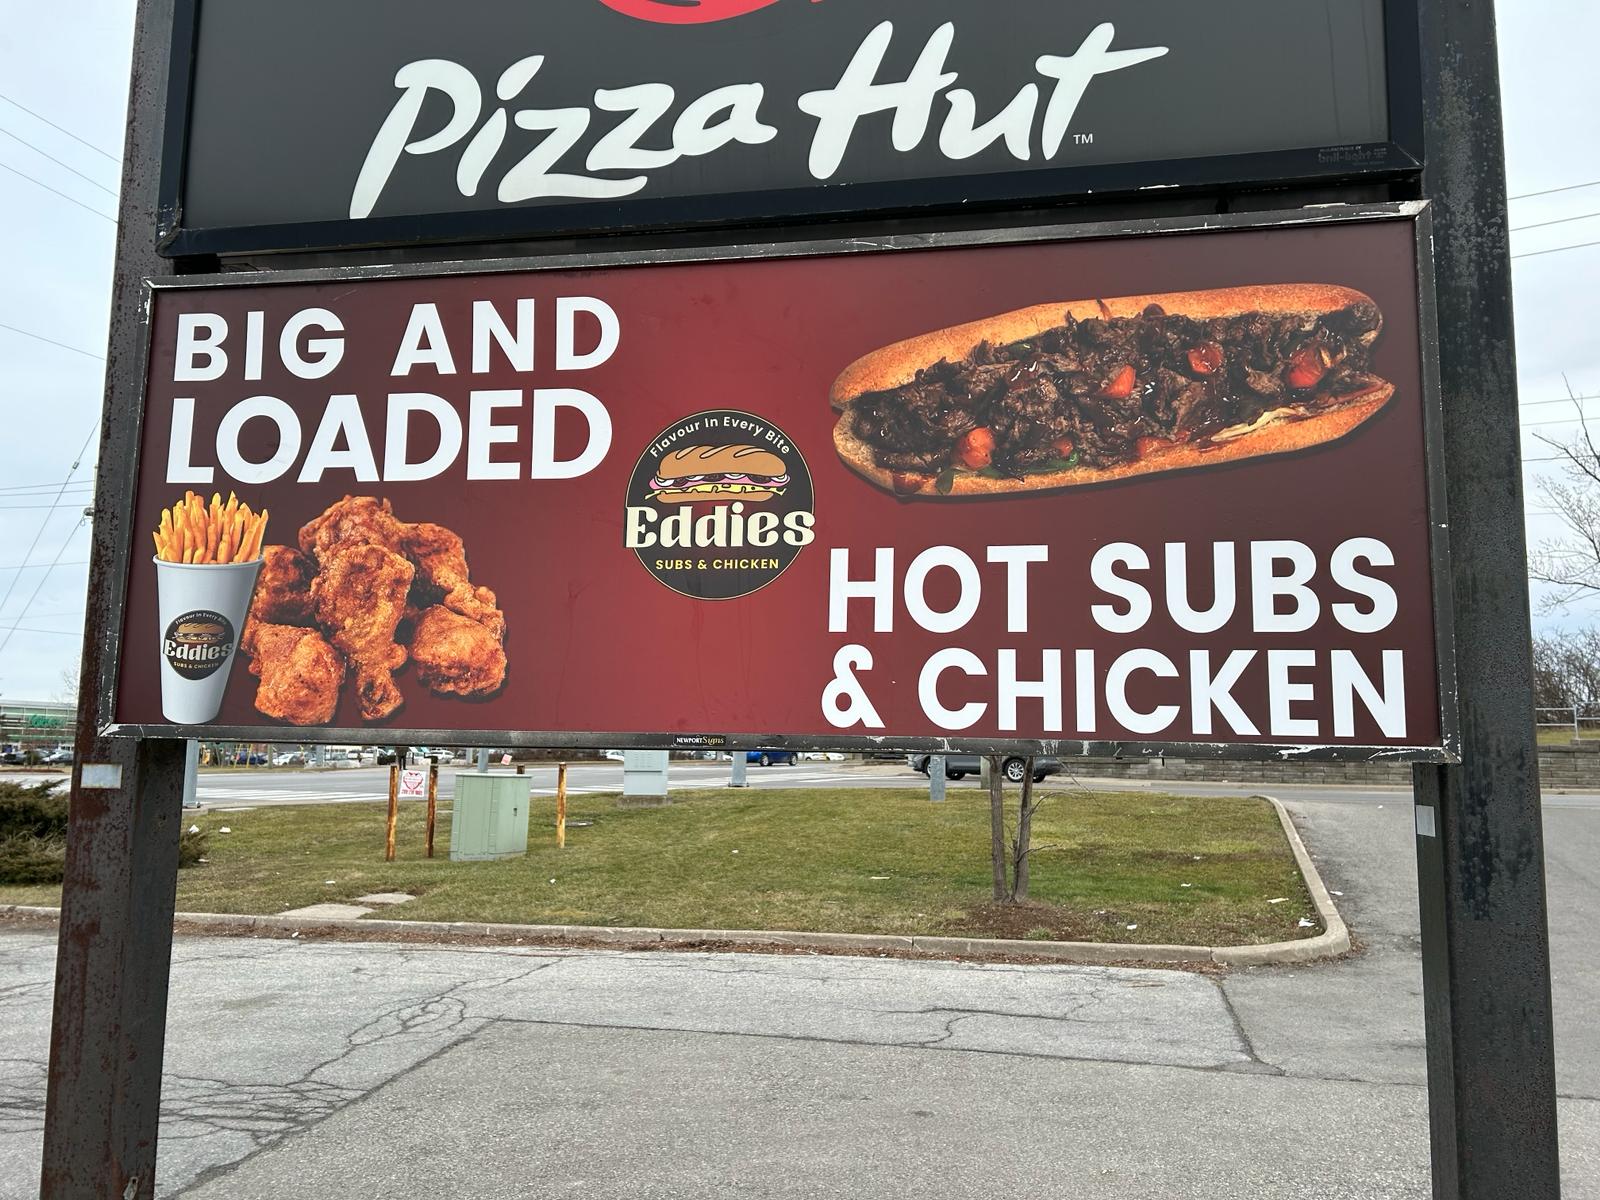 Pizza Hut
TM
BIG AND
LOADED
Flavour In Every Bite
Eddies
SUBS & CHICKEN
HOT SUBS
& CHICKEN
Flavour In Every Bite
Eddies
SUBS & CHICKEN
NEWPORT Signs